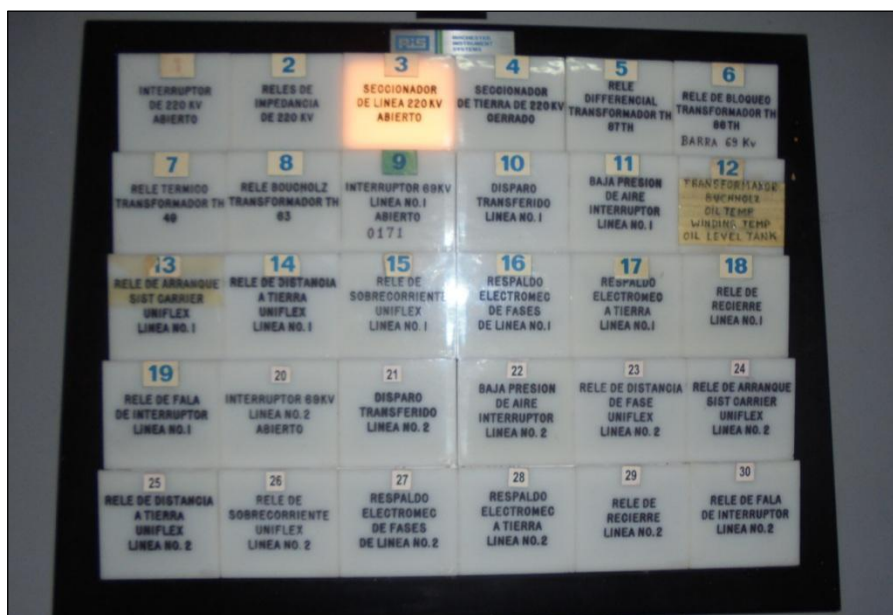 RIS ROCHESTER
INSTRUMENT
SYSTEMS
1
INTERRUPTOR
DE 220 KV
ABIERTO
2
RELES DE
IMPEDANCIA
DE 220 KV
3
SECCIONADOR
DE LINEA 220 KV
ABIERTO
4
SECCIONADOR
DE TIERRA DE 220 KV
CERRADO
5
RELE
DIFFERENCIAL
TRANSFORMADOR TH
87TH
6
RELE DE BLOQUEO
TRANSFORMADOR TH
86TH
BARRA 69 Kv
7
RELE TERMICO
TRANSFORMADOR TH
49
8
RELE BOUCHOLZ
TRANSFORMADOR TH
63
9
INTERRUPTOR 69KV
LINEA NO.1
ABIERTO
0171
10
DISPARO
TRANSFERIDO
LINEA NO.1
11
BAJA PRESION
DE AIRE
INTERRUPTOR
LINEA NO.1
12
TRANSFORMADOR
BUCHHOLX
OIL TEMP
WINDING TEMP
OIL LEVEL TANK
13
RELE DE ARRANQUE
SIST CARRIER
UNIFLEX
LINEA NO.1
14
RELE DE DISTANCIA
A TIERRA
UNIFLEX
LINEA NO.1
15
RELE DE
SOBRECORRIENTE
UNIFLEX
LINEA NO.1
16
RESPALDO
ELECTROMEC
DE FASES
DE LINEA NO.1
17
RESPALDO
ELECTROMEC
A TIERRA
LINEA NO.1
18
RELE DE
RECIERRE
LINEA NO.1
19
RELE DE FALA
DE INTERRUPTOR
LINEA NO.1
20
INTERRUPTOR 69KV
LINEA NO.2
ABIERTO
21
DISPARO
TRANSFERIDO
LINEA NO.2
22
BAJA PRESION
DE AIRE
INTERRUPTOR
LINEA NO.2
23
RELE DE DISTANCIA
DE FASE
UNIFLEX
LINEA NO.2
24
RELE DE ARRANQUE
SIST CARRIER
UNIFLEX
LINEA NO.2
25
RELE DE DISTANCIA
A TIERRA
UNIFLEX
LINEA NO.2
26
RELE DE
SOBRECORRIENTE
UNIFLEX
LINEA NO.2
27
RESPALDO
ELECTROMEC
DE FASES
DE LINEA NO.2
28
RESPALDO
ELECTROMEC
A TIERRA
LINEA NO.2
29
RELE DE
RECIERRE
LINEA NO.2
30
RELE DE FALA
DE INTERRUPTOR
LINEA NO.2